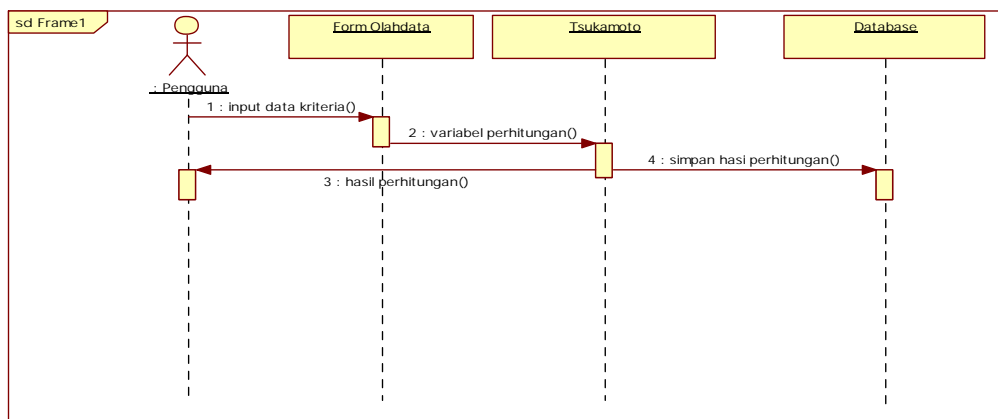 sd Frame1
Form Olahdata
Tsukamoto
Database
: Pengguna
1 : input data kriteria()
2 : variabel perhitungan()
4 : simpan hasi perhitungan()
3 : hasil perhitungan()